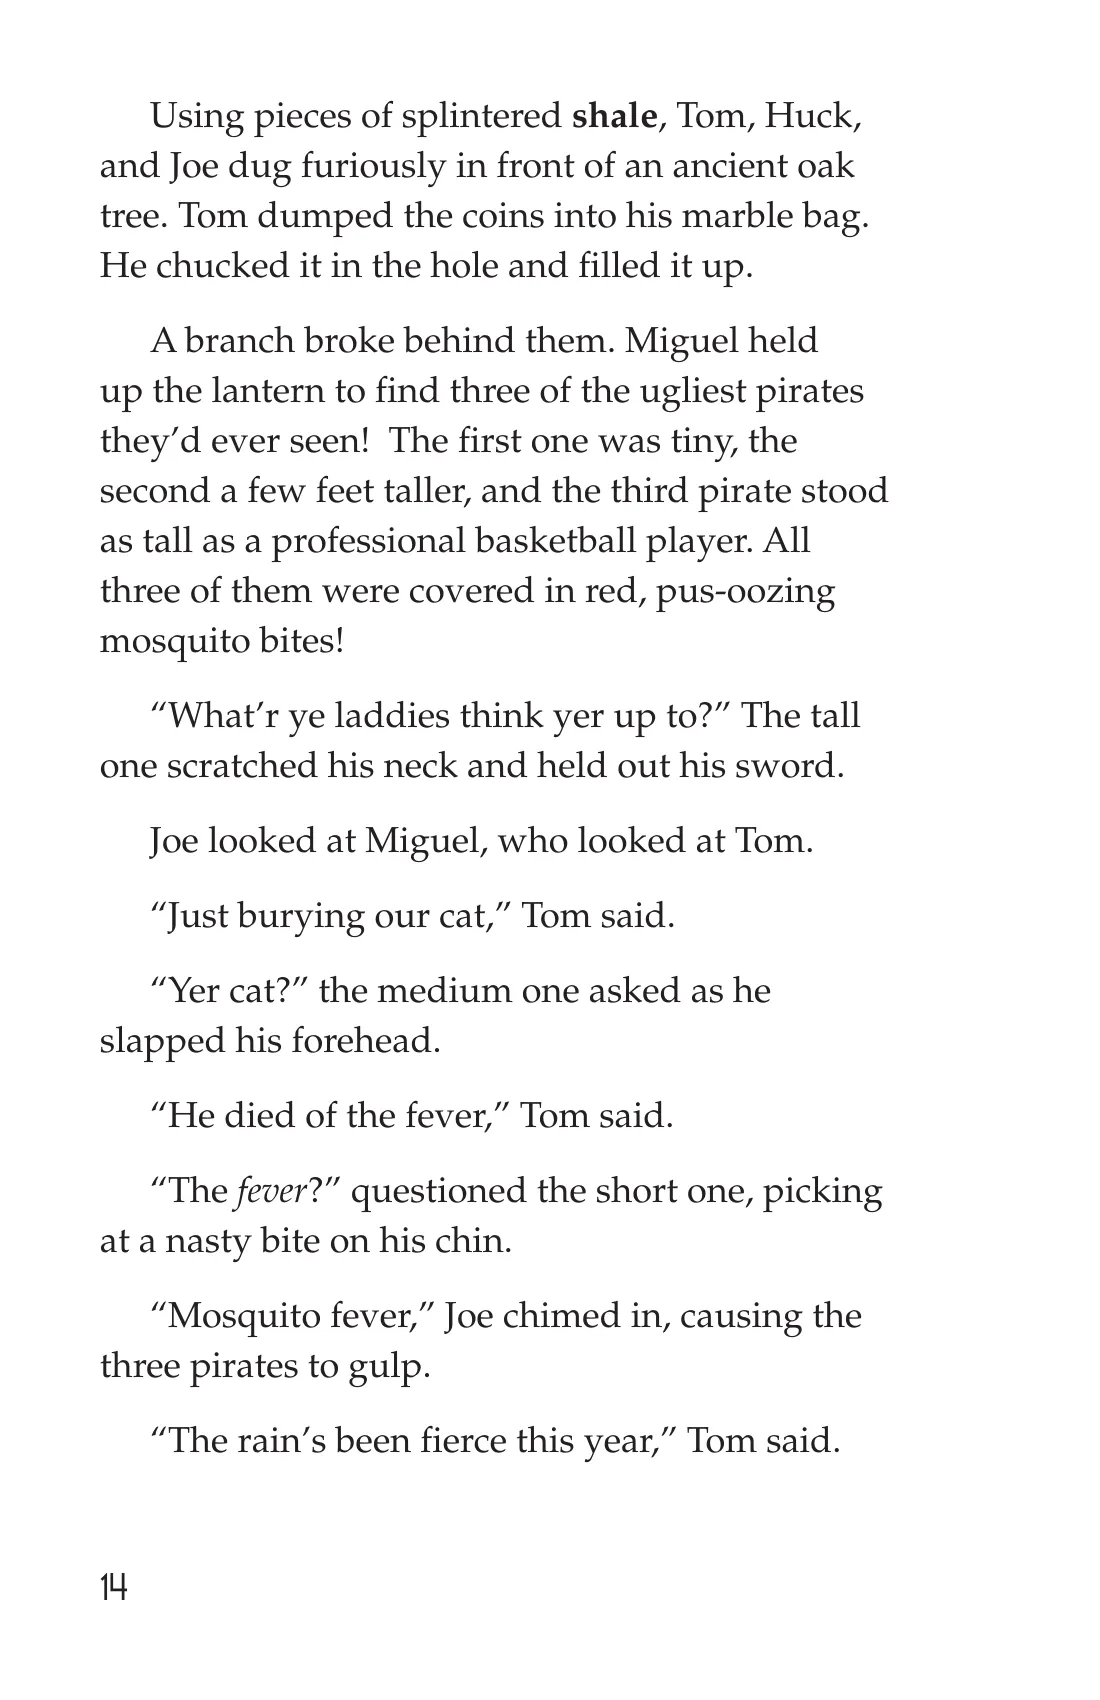 Using pieces of splintered shale, Tom, Huck,
and Joe dug furiously in front of an ancient oak
tree. Tom dumped the coins into his marble bag.
He chucked it in the hole and filled it up.
A branch broke behind them. Miguel held
up the lantern to find three of the ugliest pirates
they’d ever seen!  The first one was tiny, the
second a few feet taller, and the third pirate stood
as tall as a professional basketball player. All
three of them were covered in red, pus-oozing
mosquito bites!
“What’r ye laddies think yer up to?” The tall
one scratched his neck and held out his sword.
Joe looked at Miguel, who looked at Tom.
“Just burying our cat,” Tom said.
“Yer cat?” the medium one asked as he
slapped his forehead.
“He died of the fever,” Tom said.
“The fever?” questioned the short one, picking
at a nasty bite on his chin.
“Mosquito fever,” Joe chimed in, causing the
three pirates to gulp.
“The rain’s been fierce this year,” Tom said.
14